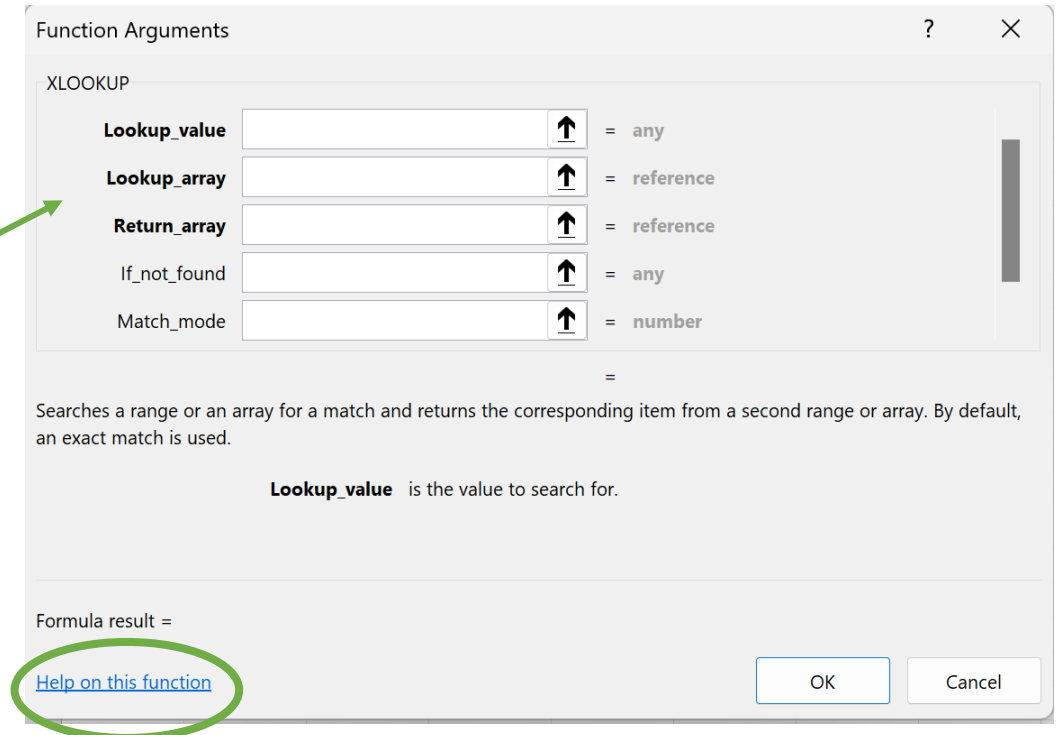 Function Arguments ?
XLOOKUP
Lookup_value = any
Lookup_array = reference
Return_array = reference
If_not_found = any
Match_mode = number
=
Searches a range or an array for a match and returns the corresponding item from a second range or array. By default,
an exact match is used.
Lookup_value is the value to search for.
Formula result =
Help on this function OK Cancel